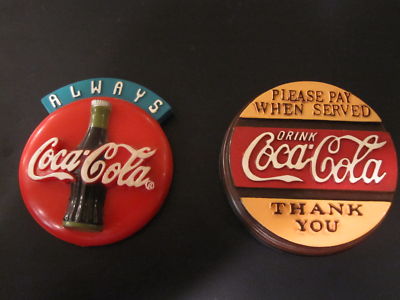 ALWAYS
Coca-Cola®
PLEASE PAY
WHEN SERVED
DRINK
Coca-Cola
THANK
YOU